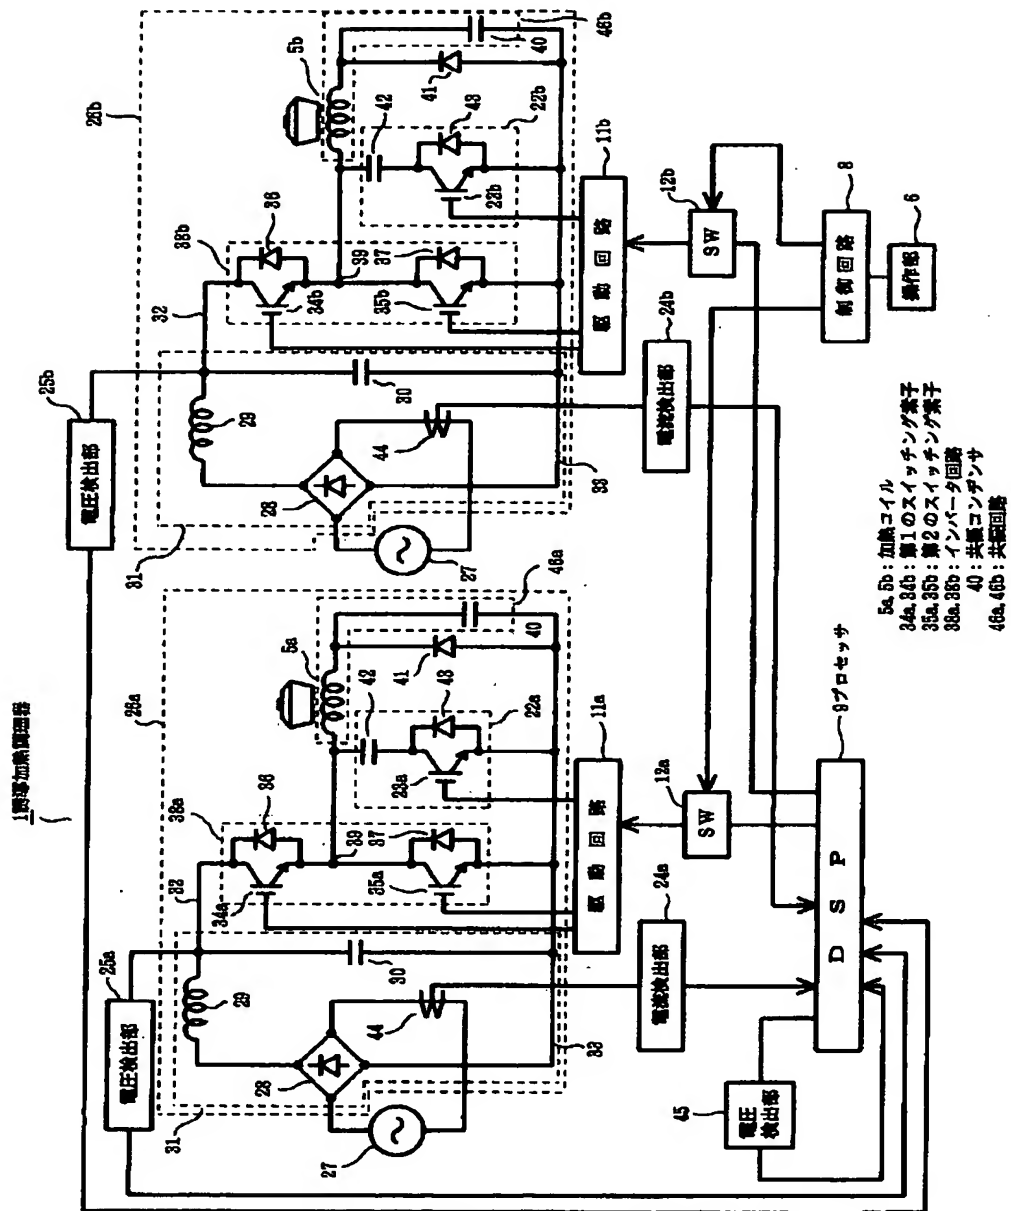 1誘導加熱調理器
25a
電圧検出部
31
29
32
28
27
30
44
33
26a
38a
36
34a
39
37
35a
5a
42
41
43
23a
22a
40
46a
駆動回路
11a
SW
12a
24a
電流検出部
45
電圧検出部
DSP
9プロセッサ
25b
電圧検出部
31
29
32
28
27
30
44
33
26b
38b
36
34b
39
37
35b
5b
42
41
43
23b
22b
40
46b
駆動回路
11b
SW
12b
24b
電流検出部
制御回路
8
操作部
6
5a,5b:加熱コイル
34a,34b:第1のスイッチング素子
35a,35b:第2のスイッチング素子
38a,38b:インバータ回路
40:共振コンデンサ
46a,46b:共振回路